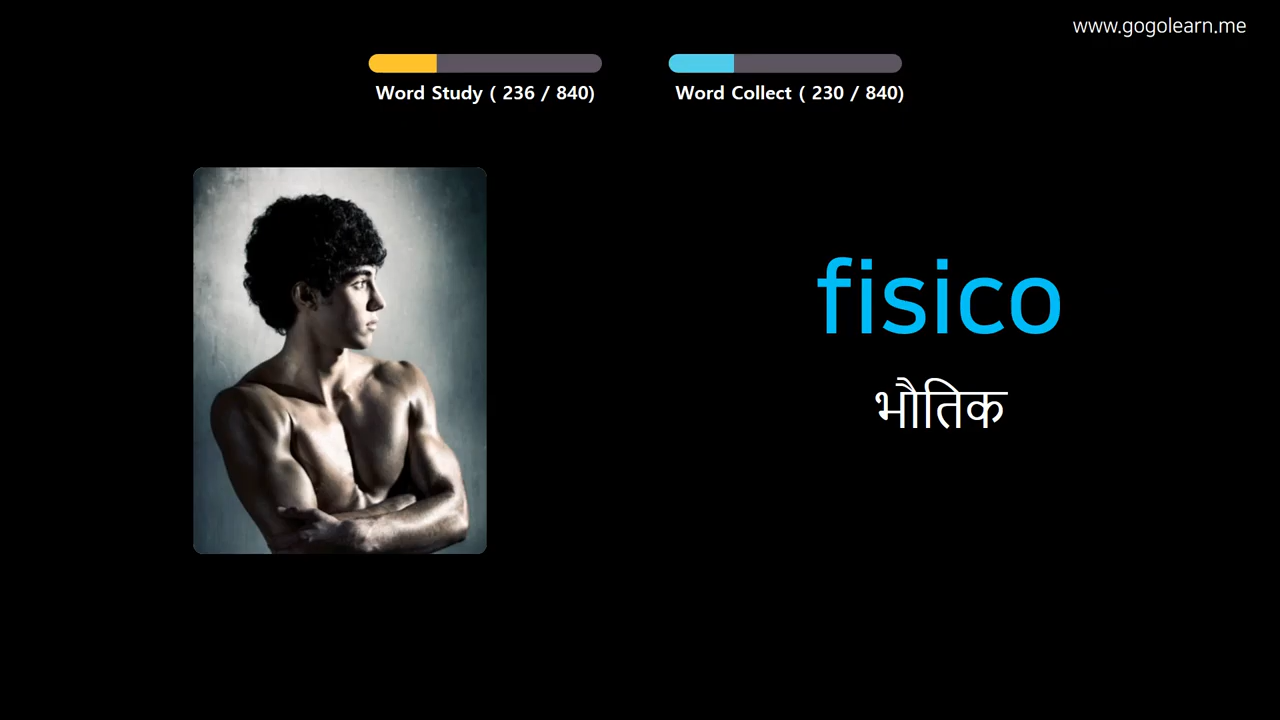 www.gogolearn.me
Word Study ( 236 / 840)
Word Collect ( 230 / 840)
fisico
भौतिक